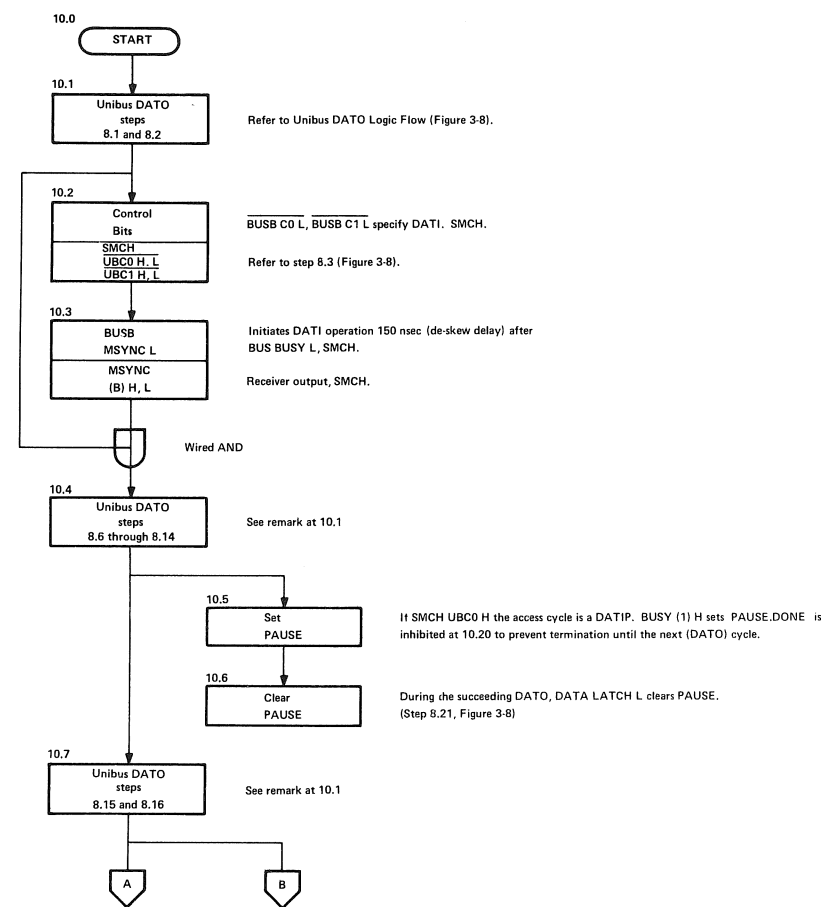 10.0
START
10.1
Unibus DATO
steps
8.1 and 8.2
Refer to Unibus DATO Logic Flow (Figure 3-8).
10.2
Control
Bits
BUSB C0 L, BUSB C1 L specify DATI. SMCH.
SMCH
UBC0 H. L
UBC1 H, L
Refer to step 8.3 (Figure 3-8).
10.3
BUSB
MSYNC L
Initiates DATI operation 150 nsec (de-skew delay) after
BUS BUSY L, SMCH.
MSYNC
(B) H, L
Receiver output, SMCH.
Wired AND
10.4
Unibus DATO
steps
8.6 through 8.14
See remark at 10.1
10.5
Set
PAUSE
If SMCH UBC0 H the access cycle is a DATIP. BUSY (1) H sets PAUSE.DONE is
inhibited at 10.20 to prevent termination until the next (DATO) cycle.
10.6
Clear
PAUSE
During the succeeding DATO, DATA LATCH L clears PAUSE.
(Step 8.21, Figure 3-8)
10.7
Unibus DATO
steps
8.15 and 8.16
See remark at 10.1
A
B